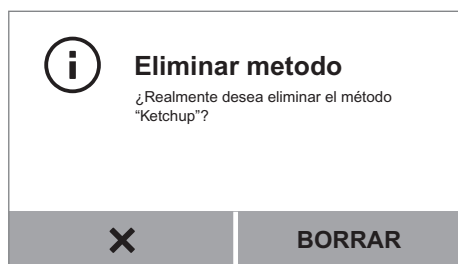 Eliminar metodo
¿Realmente desea eliminar el método
“Ketchup”?
BORRAR